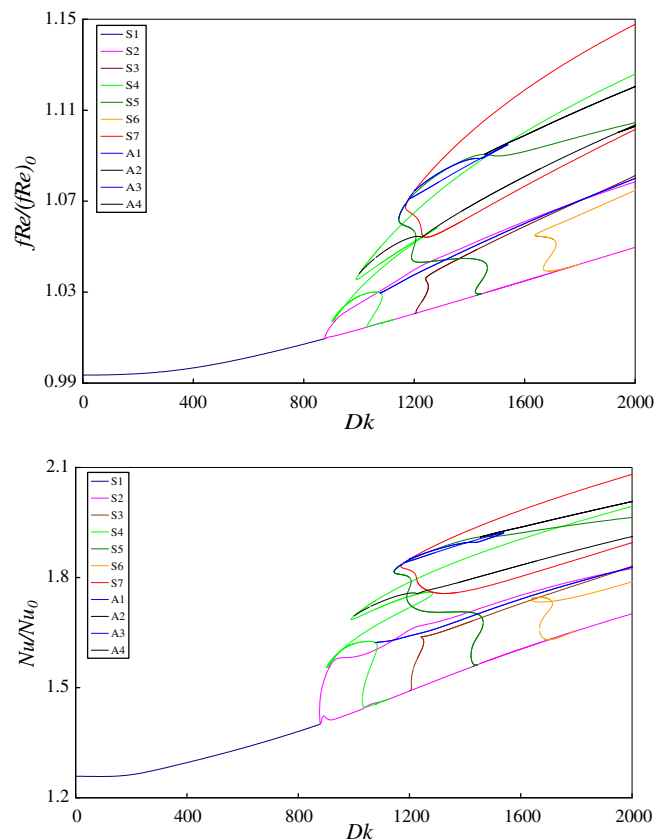 1.15
S1
S2
S3
S4
S5
S6
S7
A1
A2
A3
A4
1.11
1.07
1.03
0.99
fRe/(fRe)0
0 400 800 1200 1600 2000
Dk
2.1
S1
S2
S3
S4
S5
S6
S7
A1
A2
A3
A4
1.8
1.5
1.2
Nu/Nu0
0 400 800 1200 1600 2000
Dk